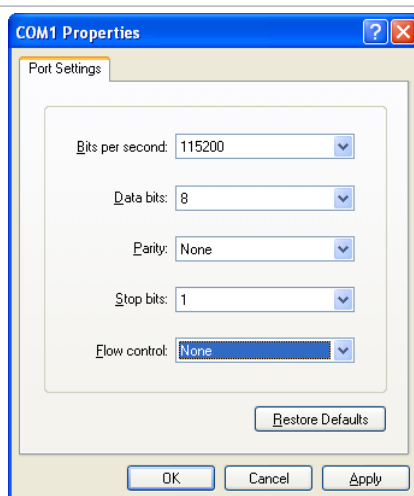 COM1 Properties
Port Settings
Bits per second: 115200
Data bits: 8
Parity: None
Stop bits: 1
Flow control: None
Restore Defaults
OK Cancel Apply